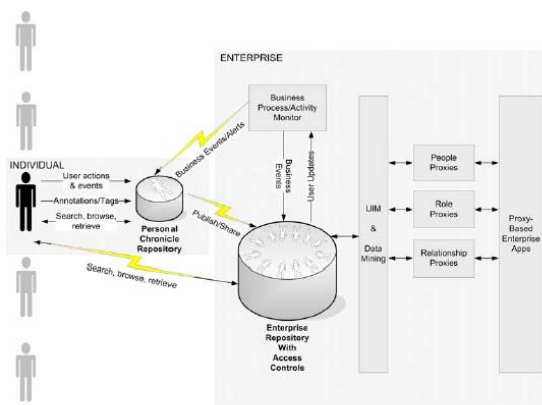 ENTERPRISE
Business
Process/Activity
Monitor
Business Events/Alerts
Business
Events
User Updates
INDIVIDUAL
User actions
& events
Annotations/Tags
Search, browse,
retrieve
Personal
Chronicle
Repository
Publish/Share
Search, browse, retrieve
Enterprise
Repository
With
Access
Controls
UIM
&
Data
Mining
People
Proxies
Role
Proxies
Relationship
Proxies
Proxy-
Based
Enterprise
Apps